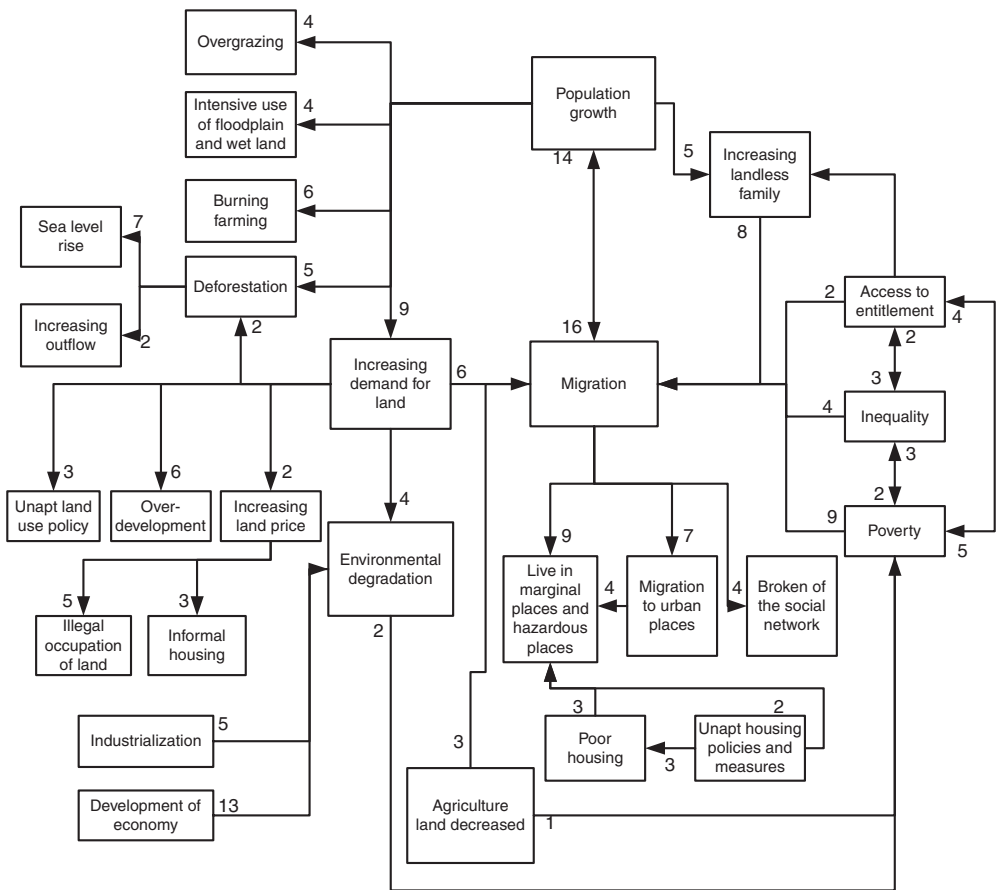 4
Overgrazing
4
Intensive use
of floodplain
and wet land
6
Burning
farming
Population
growth
14
5
Increasing
landless
family
8
7
Sea level
rise
5
Deforestation
2
Increasing
outflow
2
9
16
2
Access to
entitlement
4
2
Increasing
demand for
land
6
Migration
3
4
Inequality
3
2
9
Poverty
5
3
Unapt land
use policy
6
Over-
development
2
Increasing
land price
4
Environmental
degradation
2
9
Live in
marginal
places and
hazardous
places
4
7
Migration
to urban
places
4
Broken of
the social
network
5
Illegal
occupation
of land
3
Informal
housing
5
Industrialization
13
Development of
economy
3
Agriculture
land decreased
1
3
Poor
housing
3
2
Unapt housing
policies and
measures